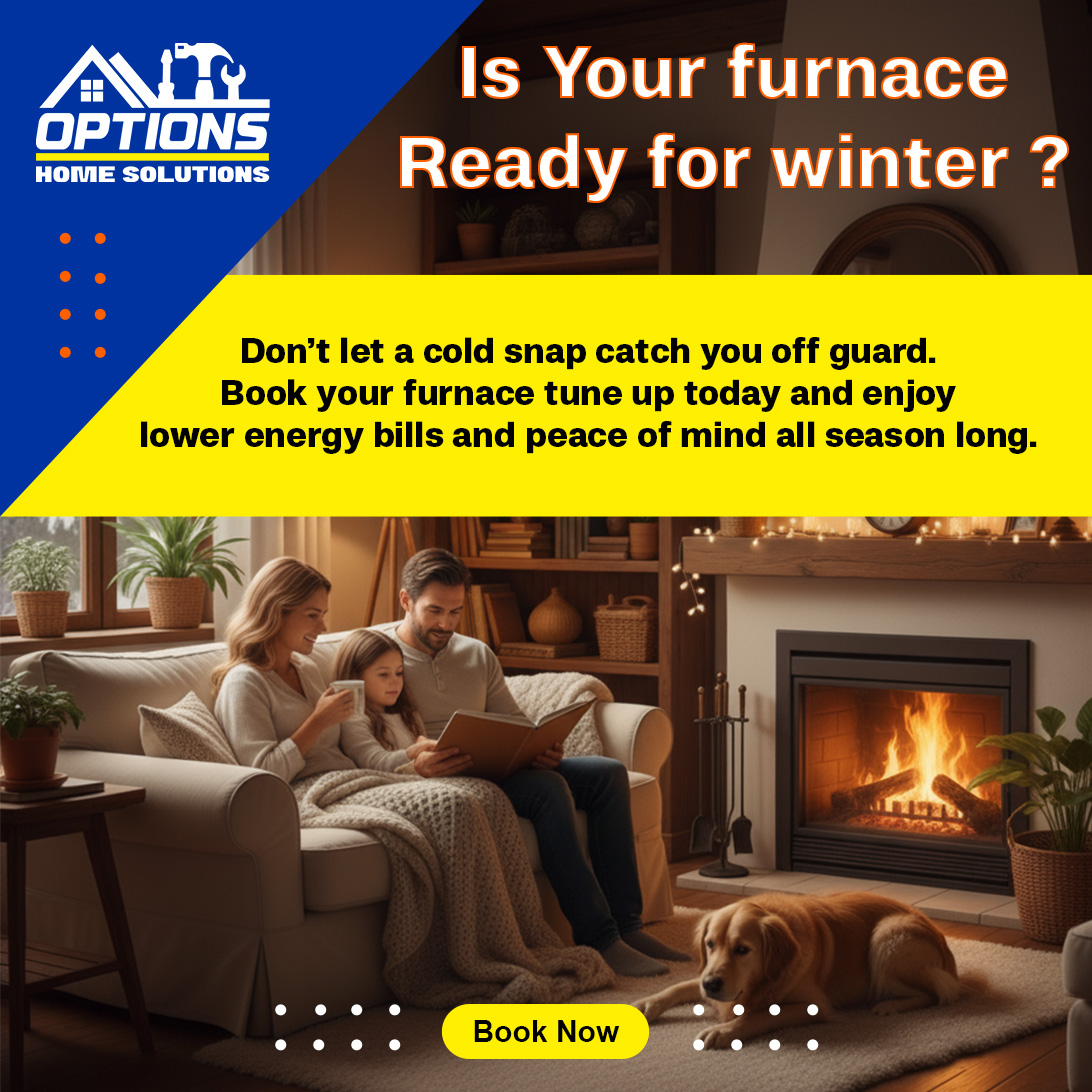 OPTIONS
HOME SOLUTIONS
Is Your furnace
Ready for winter ?
Don’t let a cold snap catch you off guard.
Book your furnace tune up today and enjoy
lower energy bills and peace of mind all season long.
Book Now